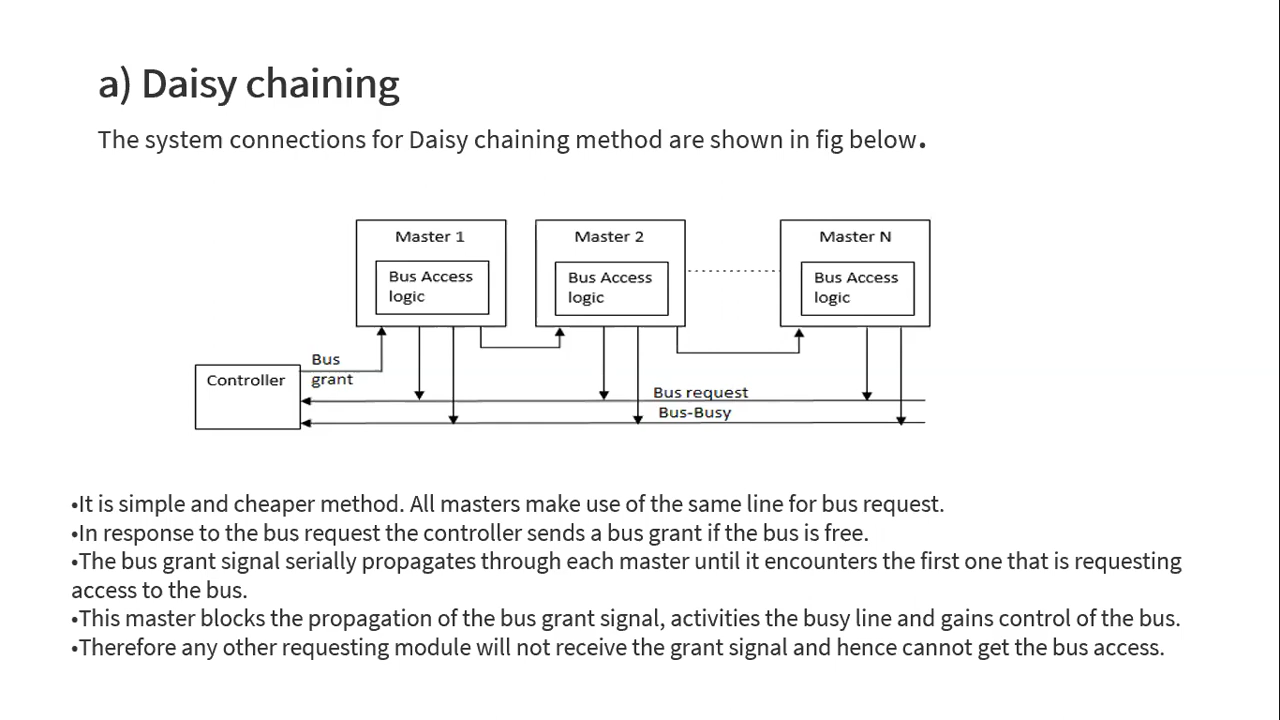 a) Daisy chaining
The system connections for Daisy chaining method are shown in fig below.
Master 1
Master 2
Master N
Bus Access
logic
Bus Access
logic
Bus Access
logic
Bus
grant
Controller
Bus request
Bus-Busy
•It is simple and cheaper method. All masters make use of the same line for bus request.
•In response to the bus request the controller sends a bus grant if the bus is free.
•The bus grant signal serially propagates through each master until it encounters the first one that is requesting
access to the bus.
•This master blocks the propagation of the bus grant signal, activities the busy line and gains control of the bus.
•Therefore any other requesting module will not receive the grant signal and hence cannot get the bus access.